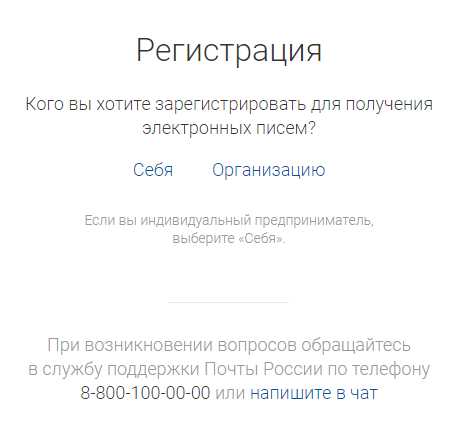 Регистрация
Кого вы хотите зарегистрировать для получения
электронных писем?
Себя Организацию
Если вы индивидуальный предприниматель,
выберите «Себя».
При возникновении вопросов обращайтесь
в службу поддержки Почты России по телефону
8-800-100-00-00 или напишите в чат